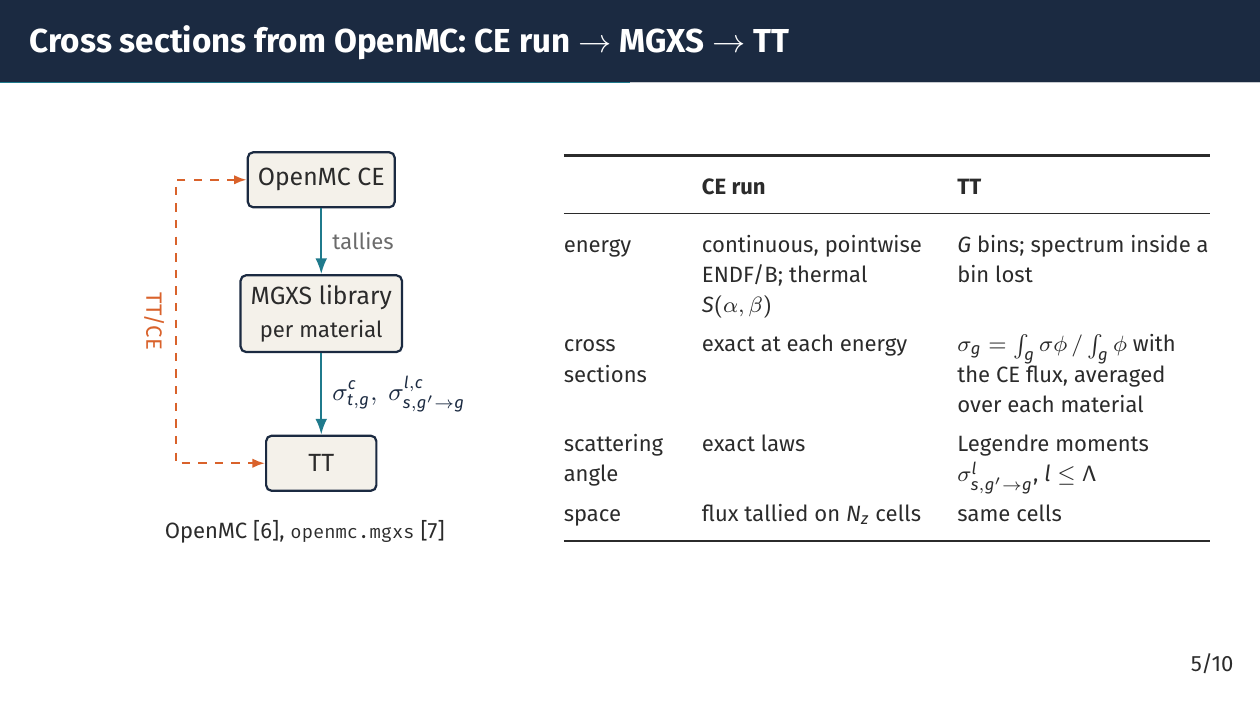 Cross sections from OpenMC: CE run → MGXS → TT
OpenMC CE
tallies
MGXS library
per material
TT/CE
σ^c_{t,g}, σ^{l,c}_{s,g′→g}
TT
OpenMC [6], openmc.mgxs [7]
CE run TT
energy continuous, pointwise G bins; spectrum inside a
ENDF/B; thermal bin lost
S(α, β)
cross exact at each energy σ_g = ∫_g σϕ / ∫_g ϕ with
sections the CE flux, averaged
over each material
scattering exact laws Legendre moments
angle σ^l_{s,g′→g}, l ≤ Λ
space flux tallied on N_z cells same cells
5/10